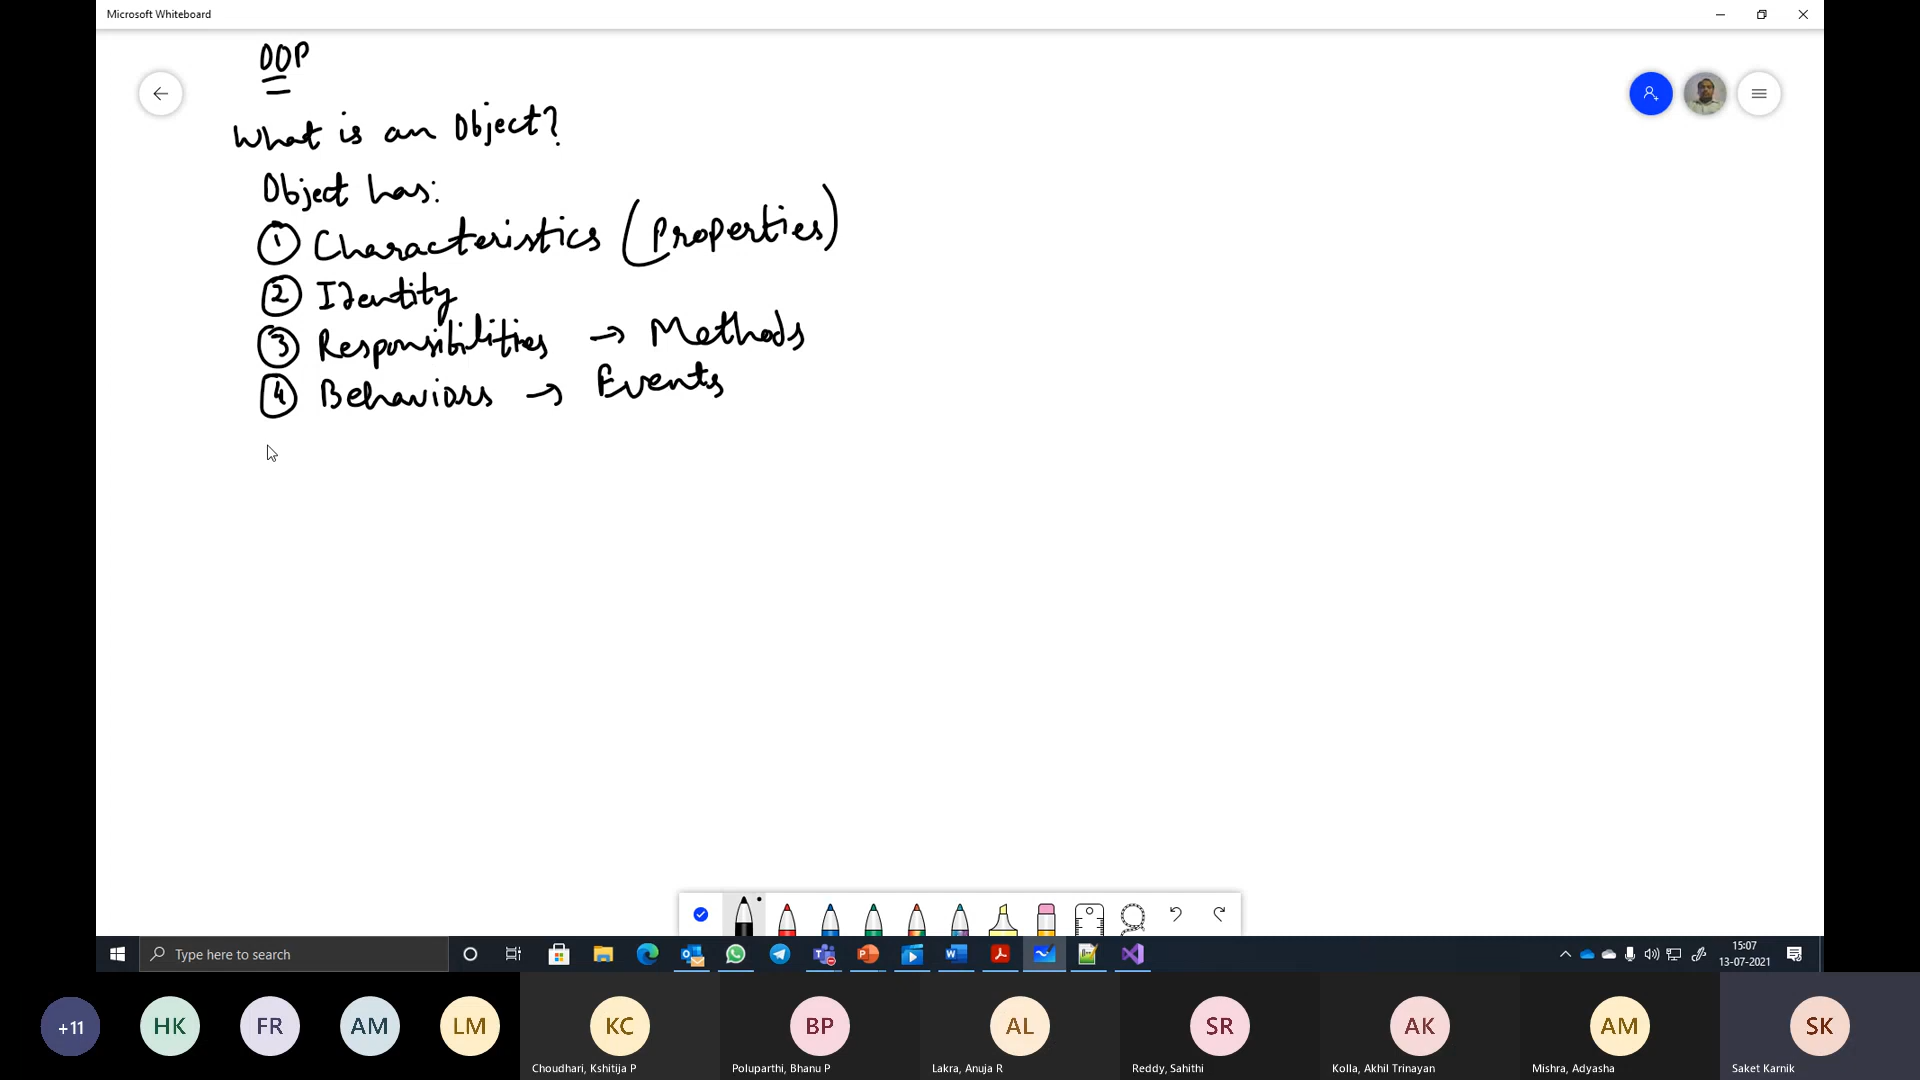 Microsoft Whiteboard
OOP
What is an Object?
Object has:
① Characteristics (Properties)
② Identity
③ Responsibilities → Methods
④ Behaviors → Events
Type here to search
15:07
13-07-2021
+11
HK
FR
AM
LM
KC
BP
AL
SR
AK
AM
SK
Choudhari, Kshitija P
Poluparthi, Bhanu P
Lakra, Anuja R
Reddy, Sahithi
Kolla, Akhil Trinayan
Mishra, Adyasha
Saket Karnik